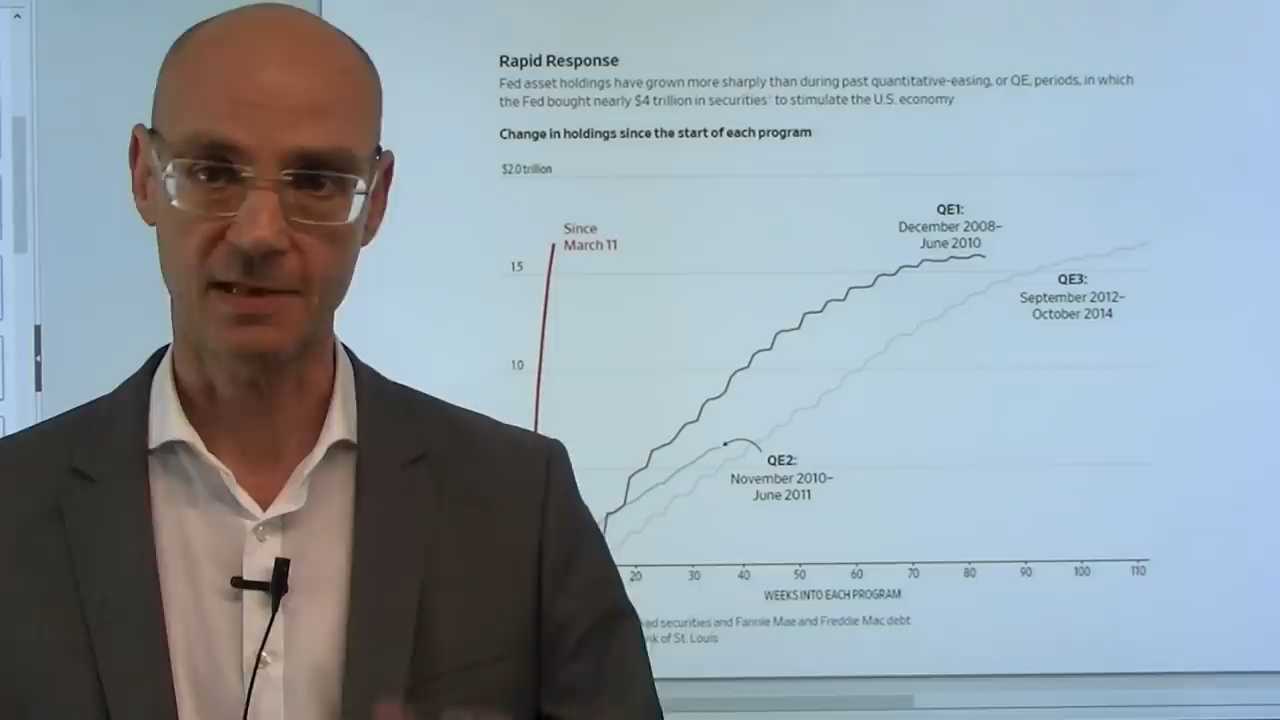 Rapid Response
Fed asset holdings have grown more sharply than during past quantitative-easing, or QE, periods, in which
the Fed bought nearly $4 trillion in securities* to stimulate the U.S. economy
Change in holdings since the start of each program
$2.0 trillion
Since
March 11
QE1:
December 2008–
June 2010
1.5
QE3:
September 2012–
October 2014
1.0
QE2:
November 2010–
June 2011
20 30 40 50 60 70 80 90 100 110
WEEKS INTO EACH PROGRAM
securities and Fannie Mae and Freddie Mac debt
of St. Louis